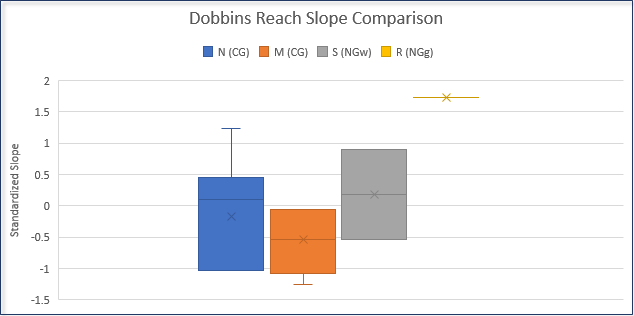 Dobbins Reach Slope Comparison
N (CG) M (CG) S (NGw) R (NGg)
2
1.5
1
0.5
0
-0.5
-1
-1.5
Standardized Slope